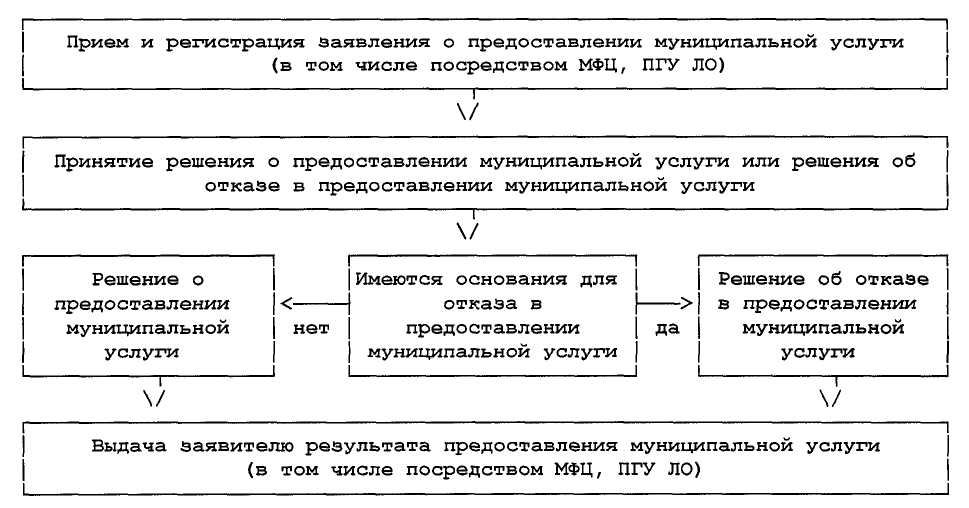 Прием и регистрация заявления о предоставлении муниципальной услуги
(в том числе посредством МФЦ, ПГУ ЛО)
Принятие решения о предоставлении муниципальной услуги или решения об
отказе в предоставлении муниципальной услуги
Решение о
предоставлении
муниципальной
услуги
нет
Имеются основания для
отказа в
предоставлении
муниципальной услуги
да
Решение об отказе
в предоставлении
муниципальной
услуги
Выдача заявителю результата предоставления муниципальной услуги
(в том числе посредством МФЦ, ПГУ ЛО)